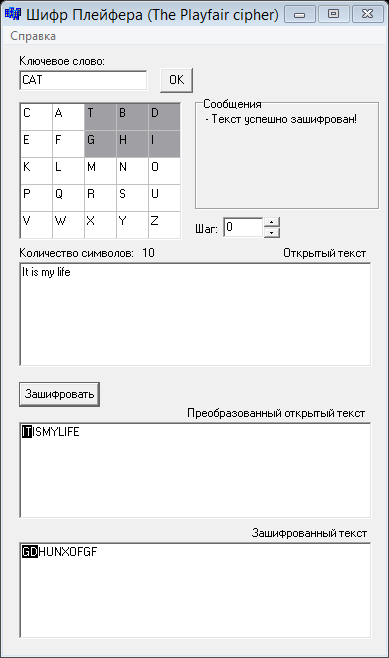 Шифр Плейфера (The Playfair cipher)
Справка
Ключевое слово:
CAT
OK
C A T B D
E F G H I
K L M N O
P Q R S U
V W X Y Z
Сообщения
- Текст успешно зашифрован!
Шаг: 0
Количество символов: 10
Открытый текст
It is my life
Зашифровать
Преобразованный открытый текст
ITISMYLIFE
Зашифрованный текст
GDHUNXOFGF